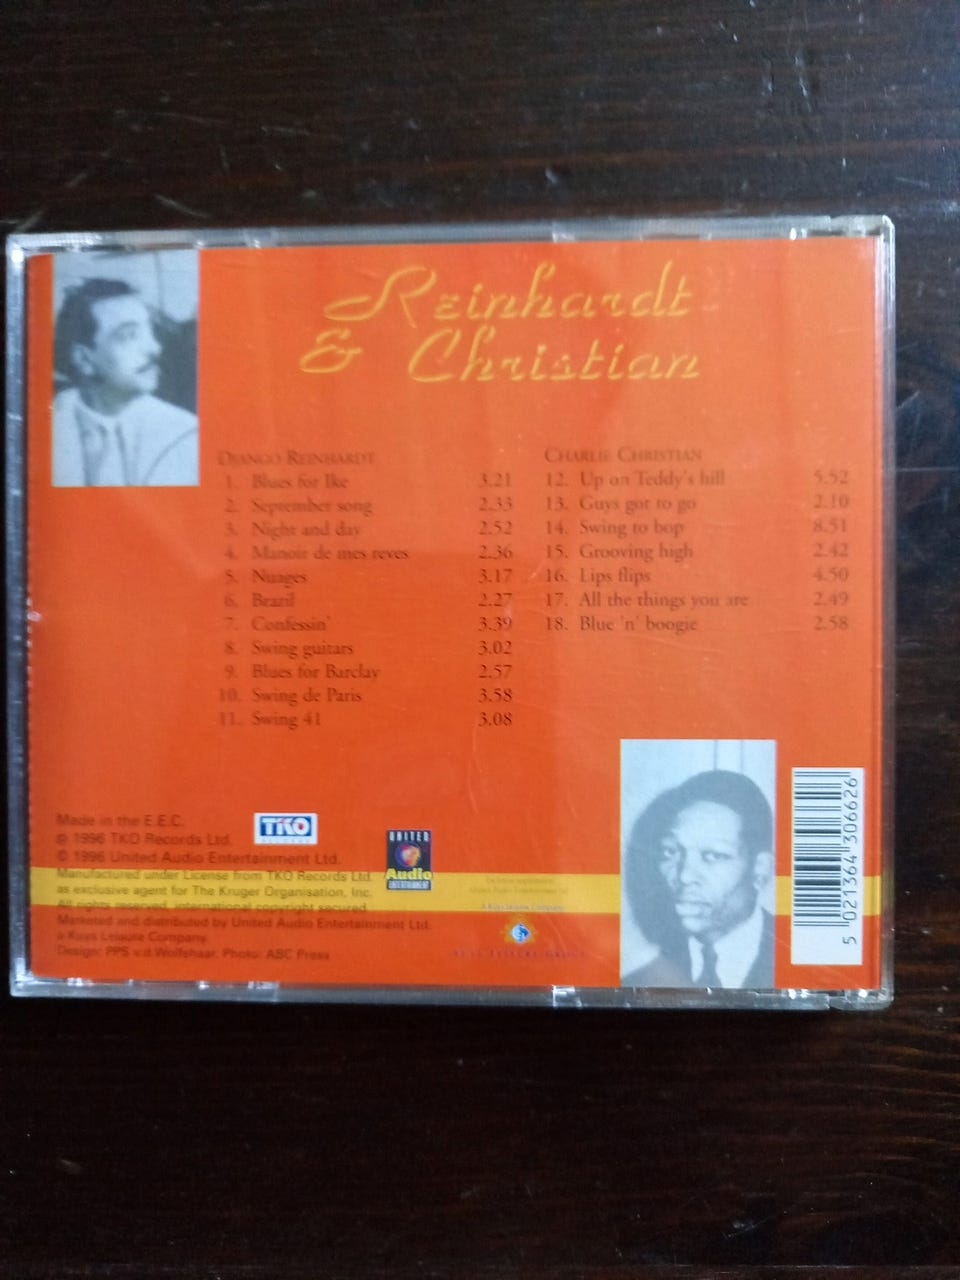 Reinhardt
& Christian
DJANGO REINHARDT
1. Blues for Ike 3.21
2. September song 2.33
3. Night and day 2.52
4. Manoir de mes reves 2.36
5. Nuages 3.17
6. Brazil 2.27
7. Confessin' 3.39
8. Swing guitars 3.02
9. Blues for Barclay 2.57
10. Swing de Paris 3.58
11. Swing 41 3.08
CHARLIE CHRISTIAN
12. Up on Teddy's hill 5.52
13. Guys got to go 2.10
14. Swing to bop 8.51
15. Grooving high 2.42
16. Lips flips 4.50
17. All the things you are 2.49
18. Blue 'n' boogie 2.58
Made in the E.E.C.
℗ 1996 TKO Records Ltd.
© 1996 United Audio Entertainment Ltd.
Manufactured under License from TKO Records Ltd.
as exclusive agent for The Kruger Organisation, Inc.
All rights reserved, international copyright secured
Marketed and distributed by United Audio Entertainment Ltd.
a Kuys Leisure Company.
Design: PPS v.d.Wolfshaar. Photo: ABC Press
TKO
RECORDS
UNITED
Audio
ENTERTAINMENT
A Kuys Leisure Company
5 021364 306626